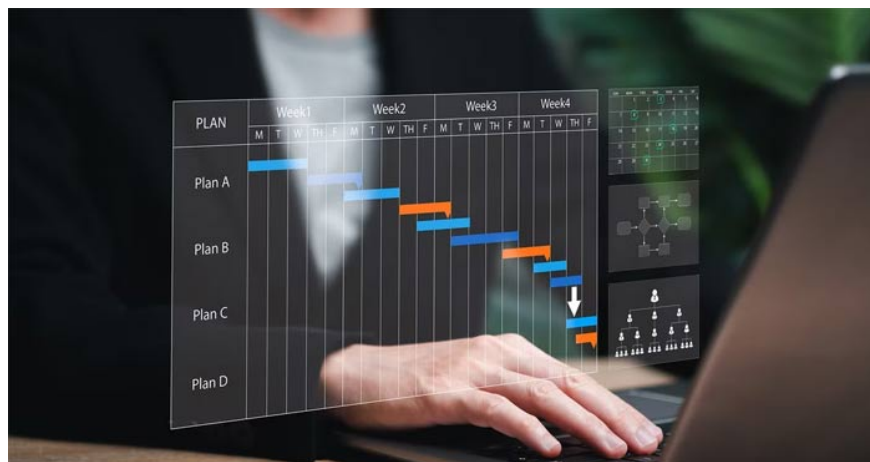 PLAN Week1 Week2 Week3 Week4
M T W TH F M T W TH F M T W TH F M T W TH F
Plan A
Plan B
Plan C
Plan D